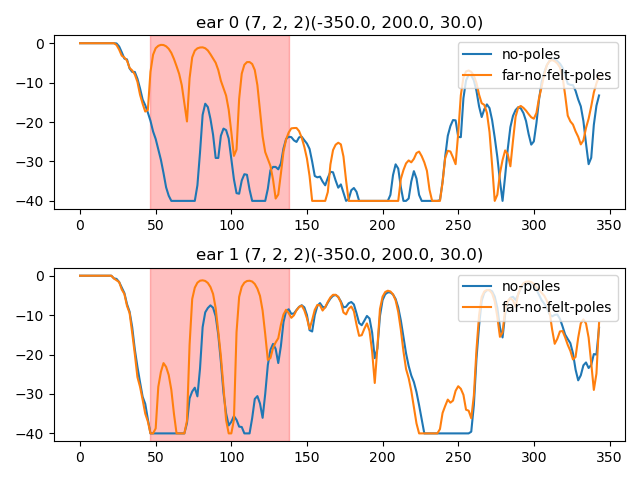 ear 0 (7, 2, 2)(-350.0, 200.0, 30.0)
0
−10
−20
−30
−40
no-poles
far-no-felt-poles
0 50 100 150 200 250 300 350
ear 1 (7, 2, 2)(-350.0, 200.0, 30.0)
0
−10
−20
−30
−40
no-poles
far-no-felt-poles
0 50 100 150 200 250 300 350